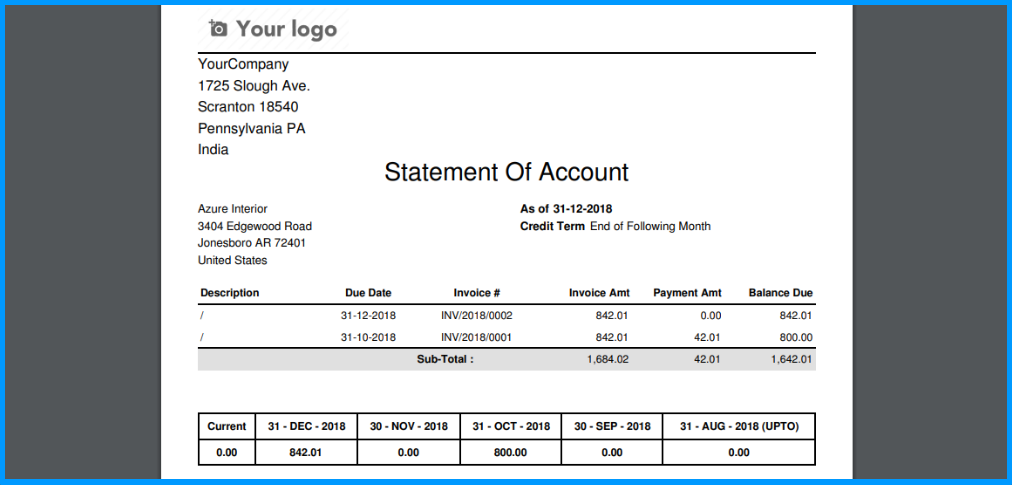 Your logo
YourCompany
1725 Slough Ave.
Scranton 18540
Pennsylvania PA
India
Statement Of Account
Azure Interior
3404 Edgewood Road
Jonesboro AR 72401
United States
As of 31-12-2018
Credit Term End of Following Month
Description Due Date Invoice # Invoice Amt Payment Amt Balance Due
/ 31-12-2018 INV/2018/0002 842.01 0.00 842.01
/ 31-10-2018 INV/2018/0001 842.01 42.01 800.00
Sub-Total : 1,684.02 42.01 1,642.01
Current 31 - DEC - 2018 30 - NOV - 2018 31 - OCT - 2018 30 - SEP - 2018 31 - AUG - 2018 (UPTO)
0.00 842.01 0.00 800.00 0.00 0.00